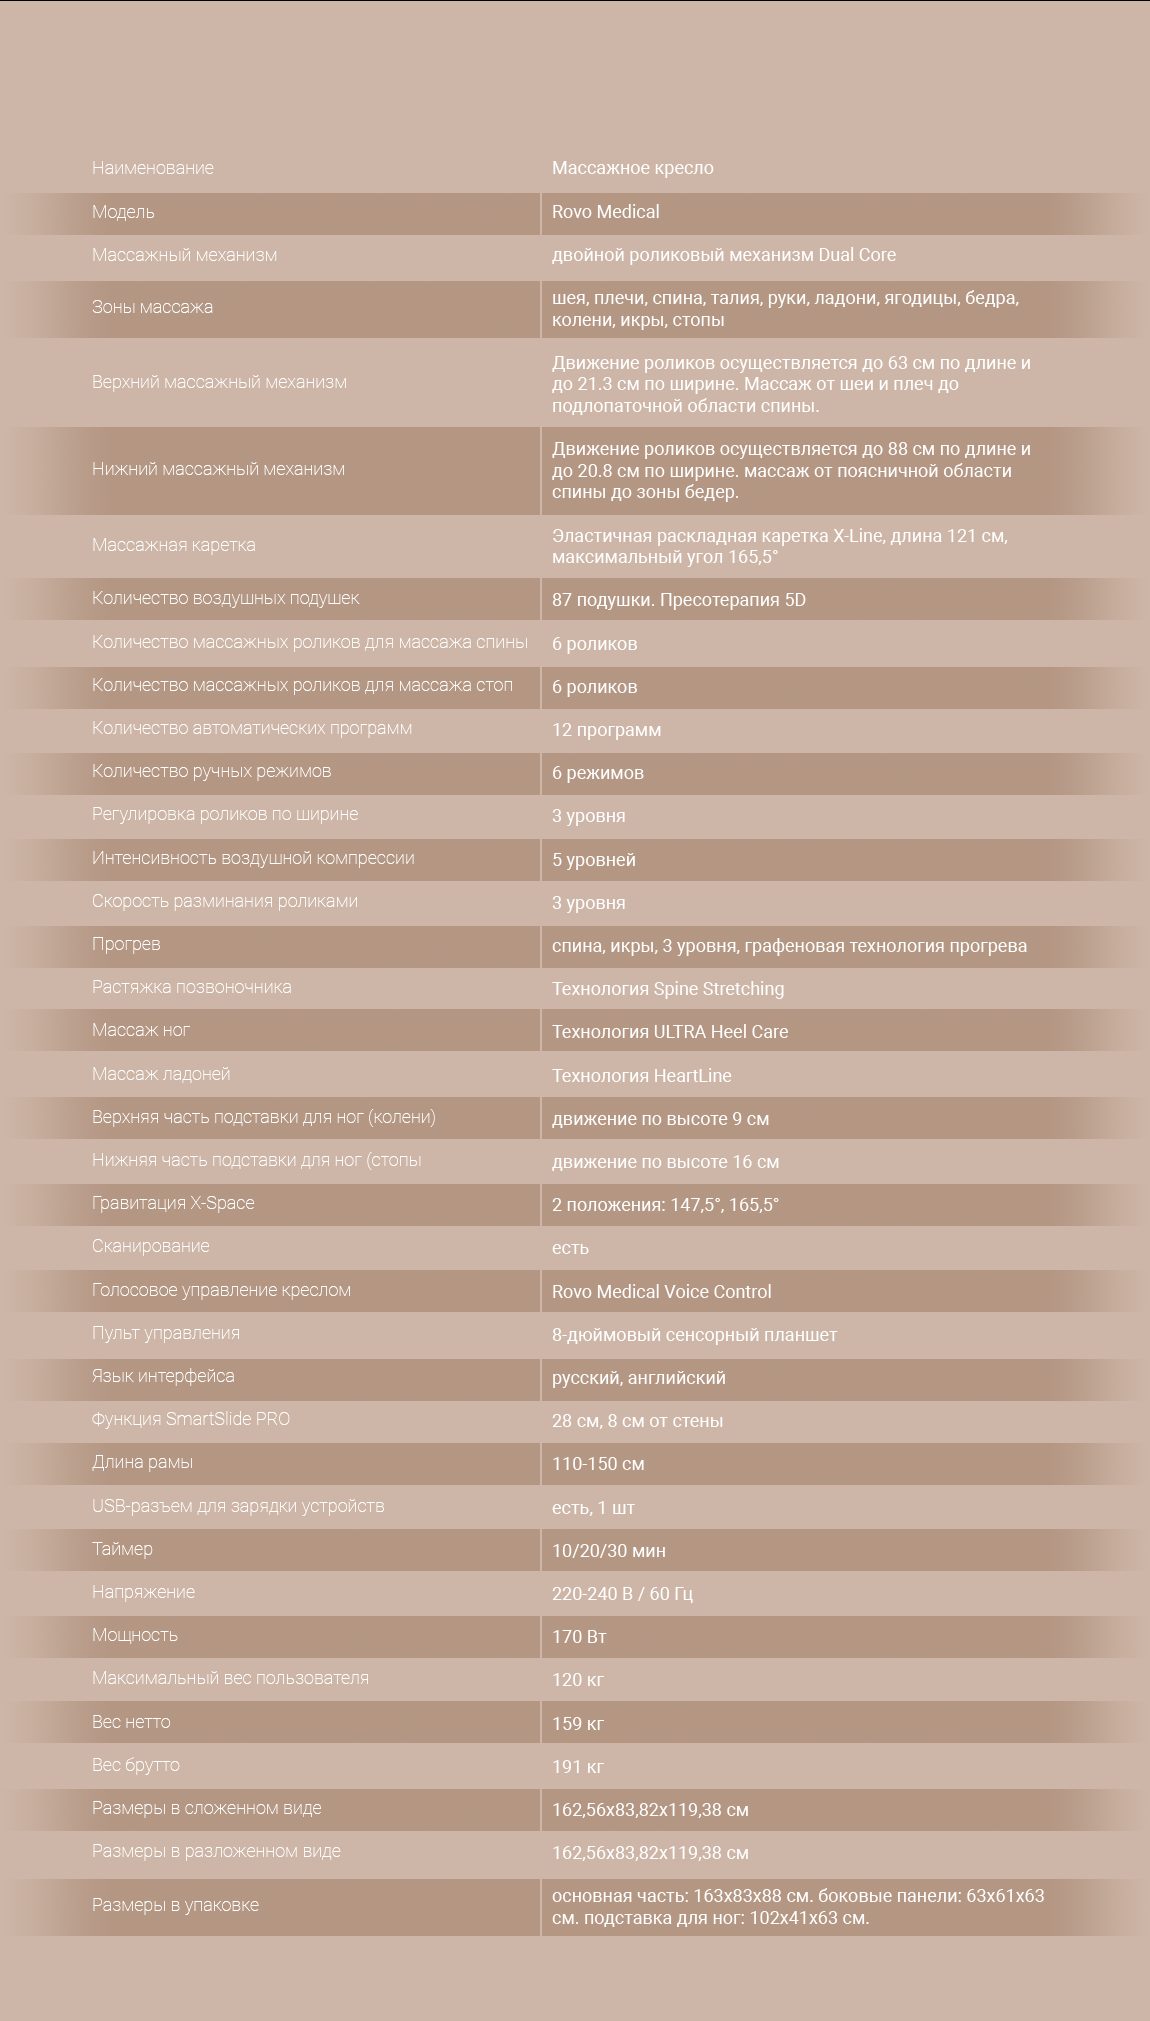 Наименование
Массажное кресло
Модель
Rovo Medical
Массажный механизм
двойной роликовый механизм Dual Core
Зоны массажа
шея, плечи, спина, талия, руки, ладони, ягодицы, бедра,
колени, икры, стопы
Верхний массажный механизм
Движение роликов осуществляется до 63 см по длине и
до 21.3 см по ширине. Массаж от шеи и плеч до
подлопаточной области спины.
Нижний массажный механизм
Движение роликов осуществляется до 88 см по длине и
до 20.8 см по ширине. массаж от поясничной области
спины до зоны бедер.
Массажная каретка
Эластичная раскладная каретка X-Line, длина 121 см,
максимальный угол 165,5°
Количество воздушных подушек
87 подушки. Пресотерапия 5D
Количество массажных роликов для массажа спины
6 роликов
Количество массажных роликов для массажа стоп
6 роликов
Количество автоматических программ
12 программ
Количество ручных режимов
6 режимов
Регулировка роликов по ширине
3 уровня
Интенсивность воздушной компрессии
5 уровней
Скорость разминания роликами
3 уровня
Прогрев
спина, икры, 3 уровня, графеновая технология прогрева
Растяжка позвоночника
Технология Spine Stretching
Массаж ног
Технология ULTRA Heel Care
Массаж ладоней
Технология HeartLine
Верхняя часть подставки для ног (колени)
движение по высоте 9 см
Нижняя часть подставки для ног (стопы
движение по высоте 16 см
Гравитация X-Space
2 положения: 147,5°, 165,5°
Сканирование
есть
Голосовое управление креслом
Rovo Medical Voice Control
Пульт управления
8-дюймовый сенсорный планшет
Язык интерфейса
русский, английский
Функция SmartSlide PRO
28 см, 8 см от стены
Длина рамы
110-150 см
USB-разъем для зарядки устройств
есть, 1 шт
Таймер
10/20/30 мин
Напряжение
220-240 В / 60 Гц
Мощность
170 Вт
Максимальный вес пользователя
120 кг
Вес нетто
159 кг
Вес брутто
191 кг
Размеры в сложенном виде
162,56x83,82x119,38 см
Размеры в разложенном виде
162,56x83,82x119,38 см
Размеры в упаковке
основная часть: 163x83x88 см. боковые панели: 63x61x63
см. подставка для ног: 102x41x63 см.